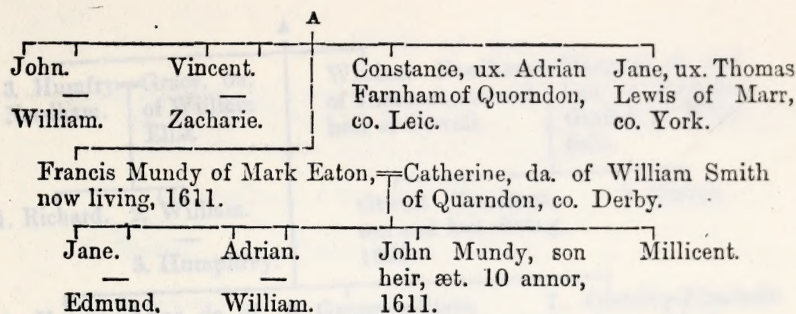 A
John. Vincent. Constance, ux. Adrian Jane, ux. Thomas
Farnham of Quorndon, Lewis of Marr,
William. Zacharie. co. Leic. co. York.
Francis Mundy of Mark Eaton,=Catherine, da. of William Smith
now living, 1611. of Quarndon, co. Derby.
Jane. Adrian. John Mundy, son Millicent.
heir, æt. 10 annor,
Edmund, William. 1611.